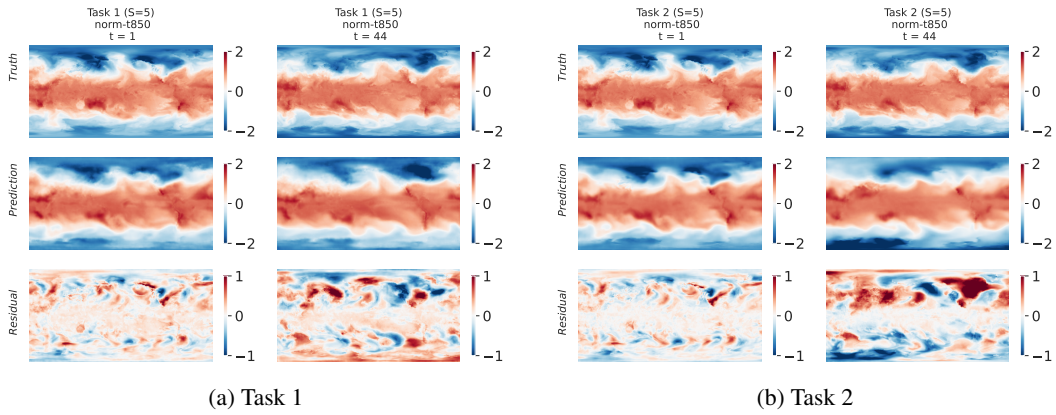 Task 1 (S=5)
norm-t850
t = 1
Task 1 (S=5)
norm-t850
t = 44
Truth
2
0
−2
2
0
−2
Prediction
2
0
−2
2
0
−2
Residual
1
0
−1
1
0
−1
(a) Task 1
Task 2 (S=5)
norm-t850
t = 1
Task 2 (S=5)
norm-t850
t = 44
Truth
2
0
−2
2
0
−2
Prediction
2
0
−2
2
0
−2
Residual
1
0
−1
1
0
−1
(b) Task 2